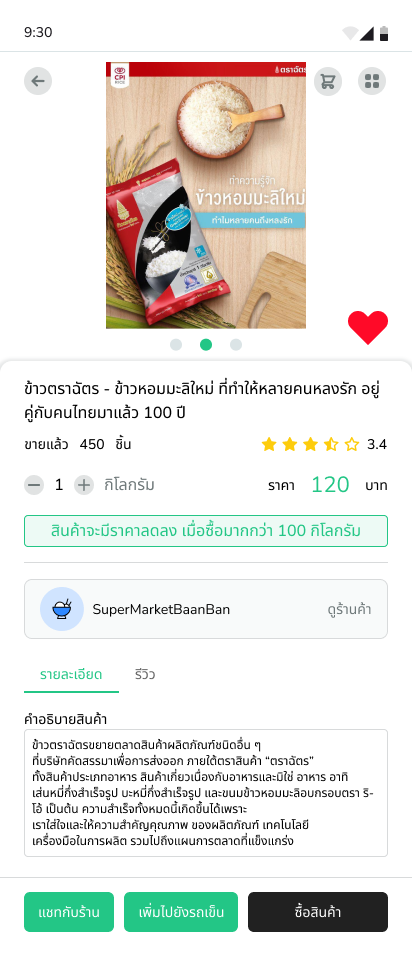 9:30
CPI
RICE
ตราฉัตร
ทำความรู้จัก
ข้าวหอมมะลิใหม่
ทำไมหลายคนถึงหลงรัก
ข้าวตราฉัตร - ข้าวหอมมะลิใหม่ ที่ทำให้หลายคนหลงรัก อยู่
คู่กับคนไทยมาแล้ว 100 ปี
ขายแล้ว 450 ชิ้น 3.4
1 กิโลกรัม ราคา 120 บาท
สินค้าจะมีราคาลดลง เมื่อซื้อมากกว่า 100 กิโลกรัม
SuperMarketBaanBan ดูร้านค้า
รายละเอียด รีวิว
คำอธิบายสินค้า
ข้าวตราฉัตรขยายตลาดสินค้าผลิตภัณฑ์ชนิดอื่น ๆ
ที่บริษัทคัดสรรมาเพื่อการส่งออก ภายใต้ตราสินค้า “ตราฉัตร”
ทั้งสินค้าประเภทอาหาร สินค้าเกี่ยวเนื่องกับอาหารและมิใช่ อาหาร อาทิ
เส้นหมี่กึ่งสำเร็จรูป บะหมี่กึ่งสำเร็จรูป และขนมข้าวหอมมะลิอบกรอบตรา ริ-
โอ้ เป็นต้น ความสำเร็จทั้งหมดนี้เกิดขึ้นได้เพราะ
เราใส่ใจและให้ความสำคัญคุณภาพ ของผลิตภัณฑ์ เทคโนโลยี
เครื่องมือในการผลิต รวมไปถึงแผนการตลาดที่แข็งแกร่ง
แชทกับร้าน เพิ่มไปยังรถเข็น ซื้อสินค้า